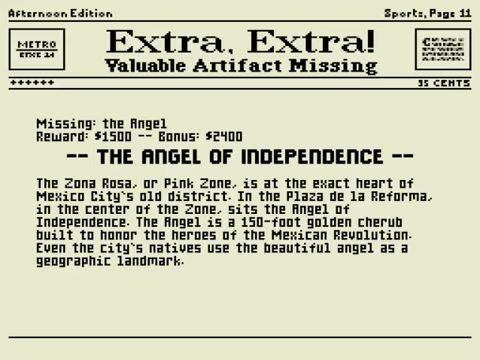 Afternoon Edition
Sports, Page 11
METRO
Extra, Extra!
Valuable Artifact Missing
++++++
35 CENTS
Missing: the Angel
Reward: $1500 -- Bonus: $2400
-- THE ANGEL OF INDEPENDENCE --
The Zona Rosa, or Pink Zone, is at the exact heart of
Mexico City's old district. In the Plaza de la Reforma,
in the center of the Zone, sits the Angel of
Independence. The Angel is a 150-foot golden cherub
built to honor the heroes of the Mexican Revolution.
Even the city's natives use the beautiful angel as a
geographic landmark.